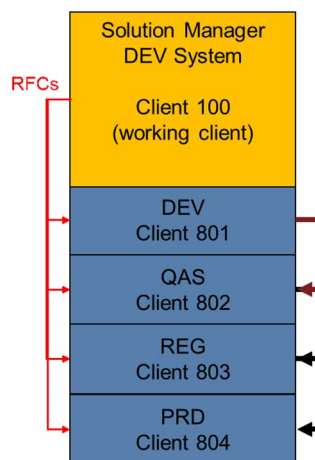 Solution Manager
DEV System
RFCs
Client 100
(working client)
DEV
Client 801
QAS
Client 802
REG
Client 803
PRD
Client 804